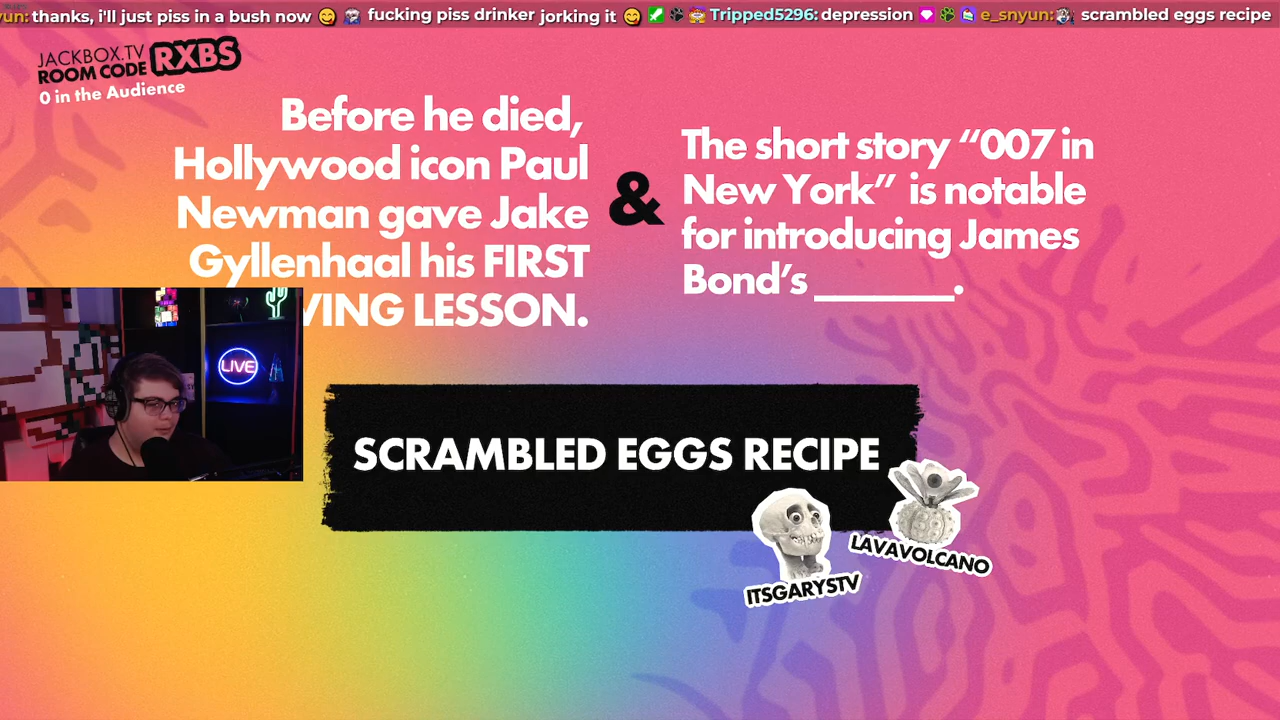 un: thanks, i'll just piss in a bush now fucking piss drinker jorking it Tripped5296: depression e_snyun: scrambled eggs recipe
JACKBOX.TV
ROOM CODE RXBS
0 in the Audience
Before he died,
Hollywood icon Paul
Newman gave Jake
Gyllenhaal his FIRST
VING LESSON.
&
The short story “007 in
New York” is notable
for introducing James
Bond’s ________.
LIVE
SCRAMBLED EGGS RECIPE
ITSGARYSTV
LAVAVOLCANO